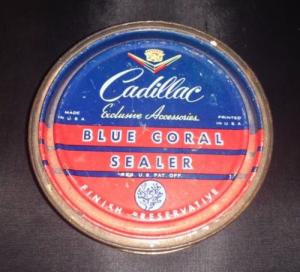 Cadillac
Exclusive Accessories
MADE
IN U.S.A.
PRINTED
IN U.S.A.
BLUE CORAL
SEALER
REG. U.S. PAT. OFF.
FINISH PRESERVATIVE